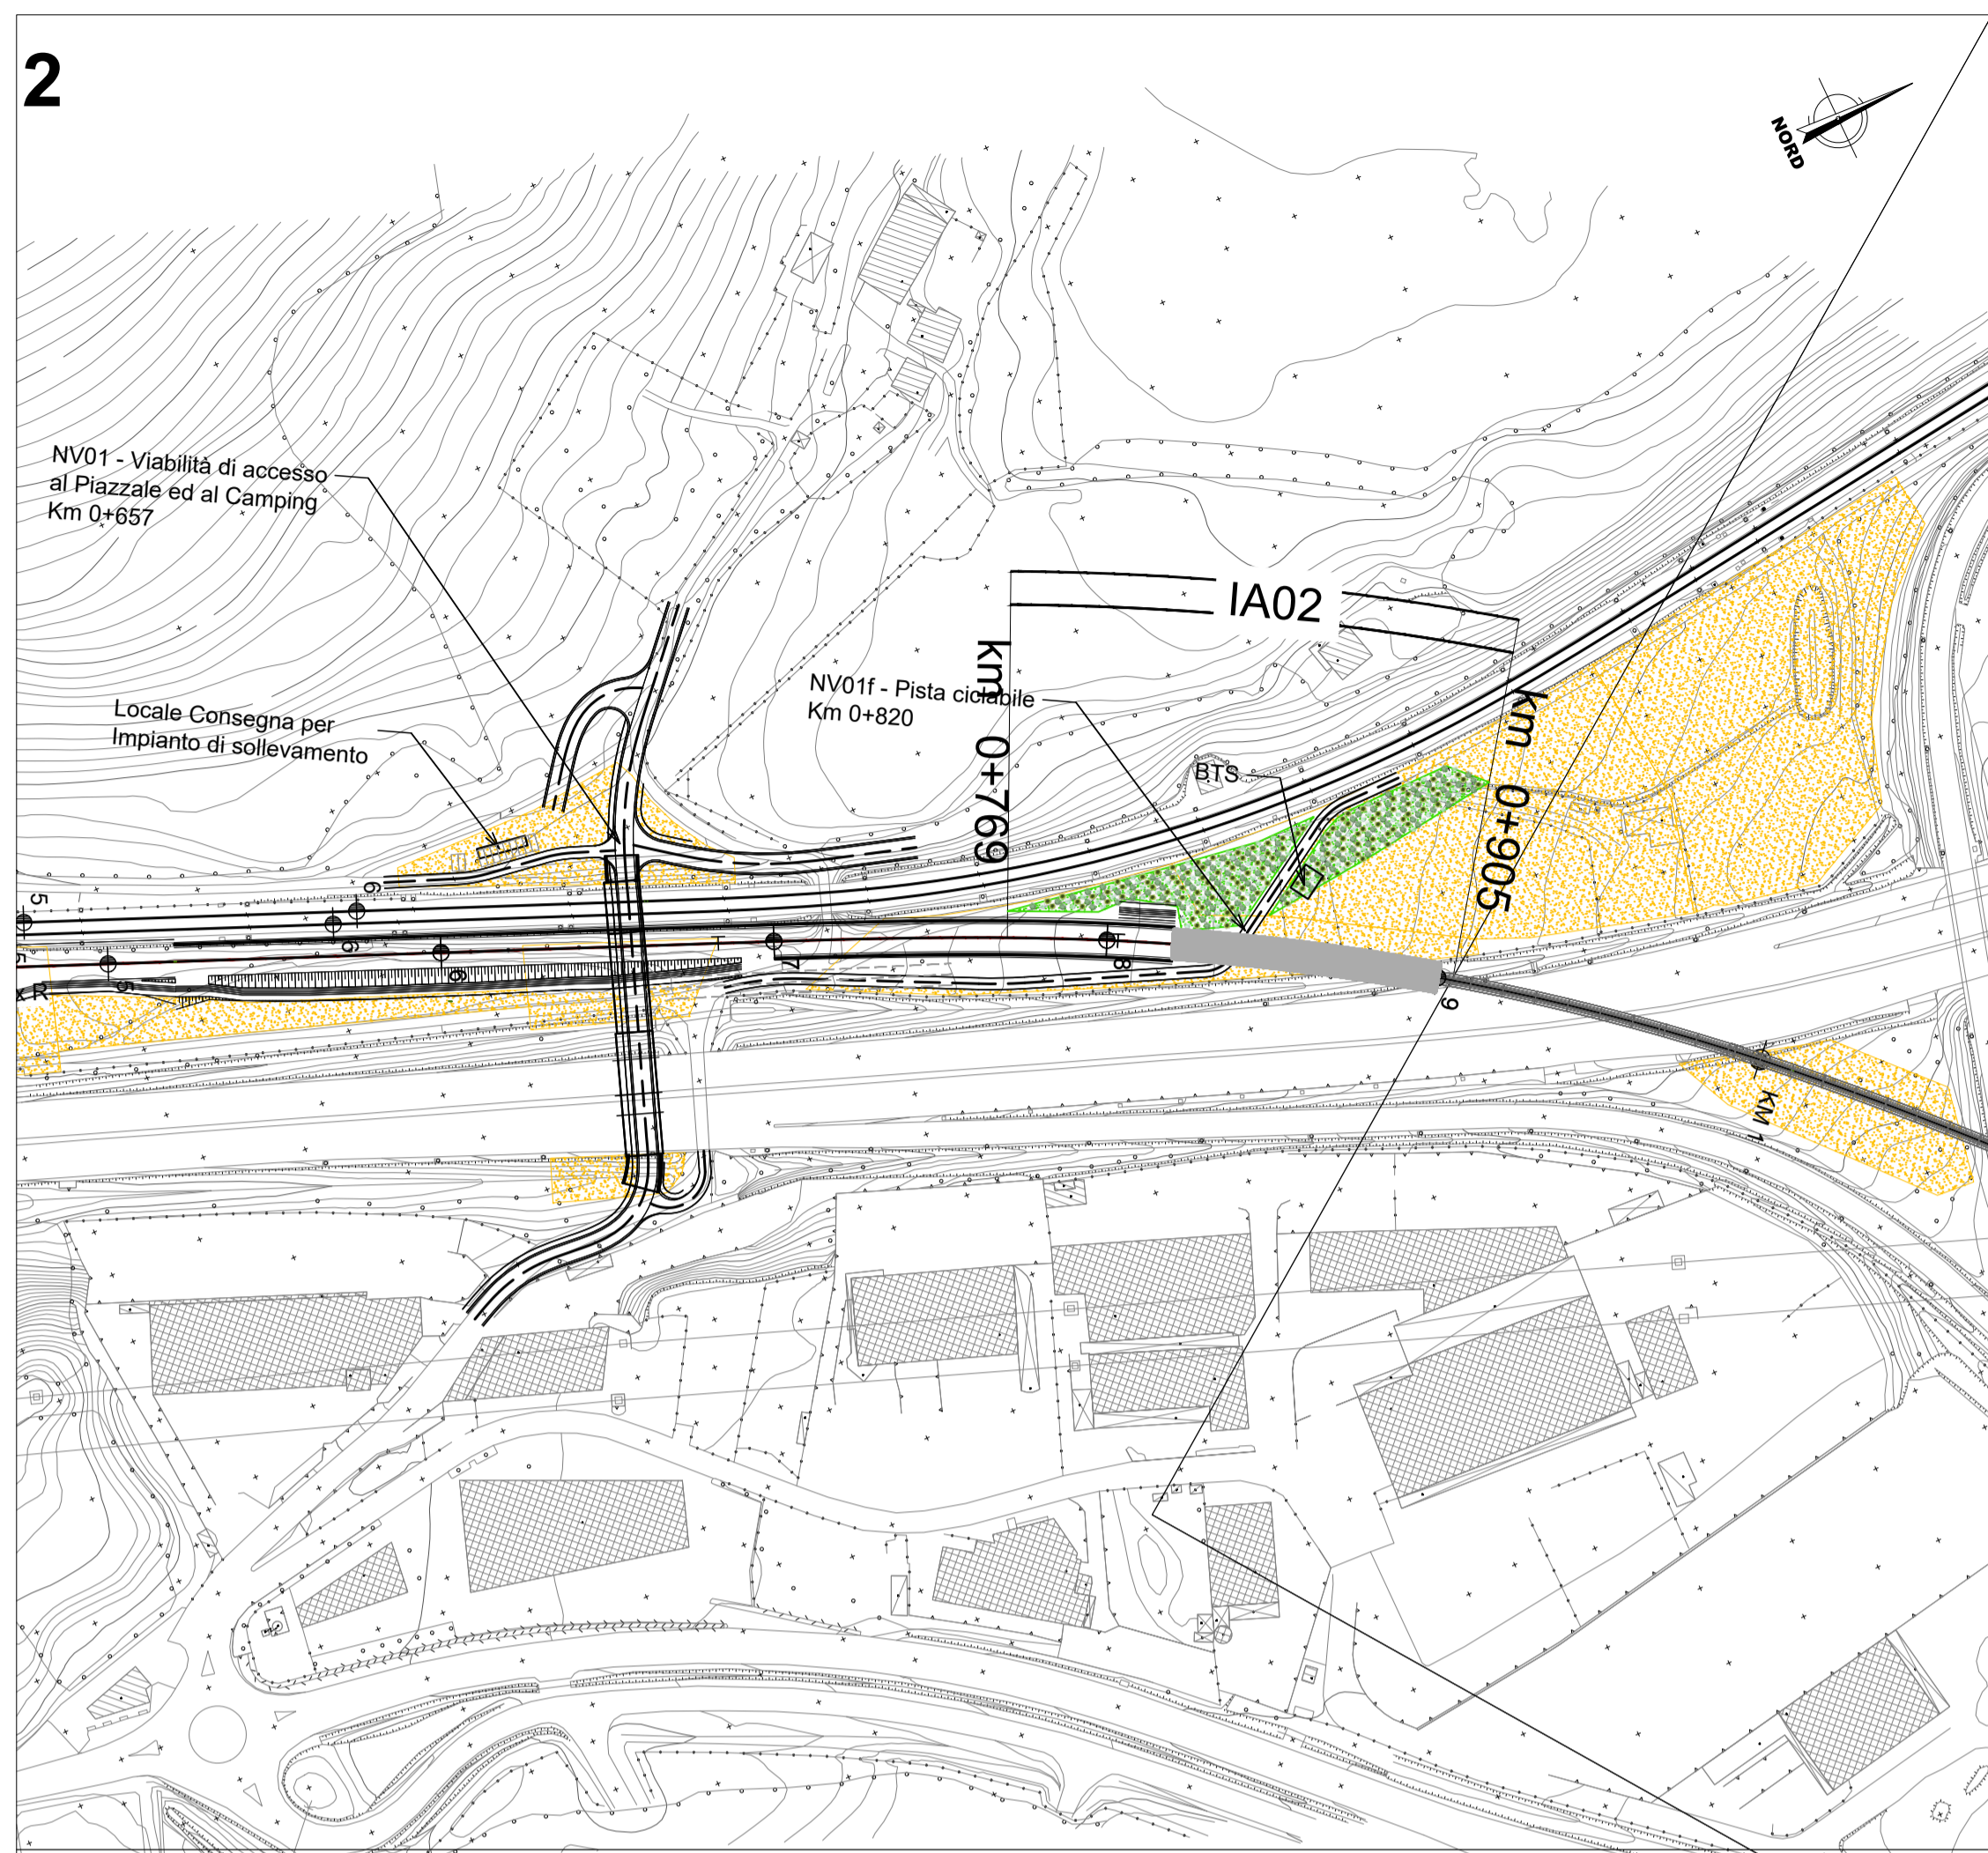 2
NORD
NV01 - Viabilità di accesso
al Piazzale ed al Camping
Km 0+657
IA02
km 0+769
NV01f - Pista ciclabile
Km 0+820
km 0+905
Locale Consegna per
Impianto di sollevamento
BTS
5
6
6
6
7
8
5
5
R
9
KM 1